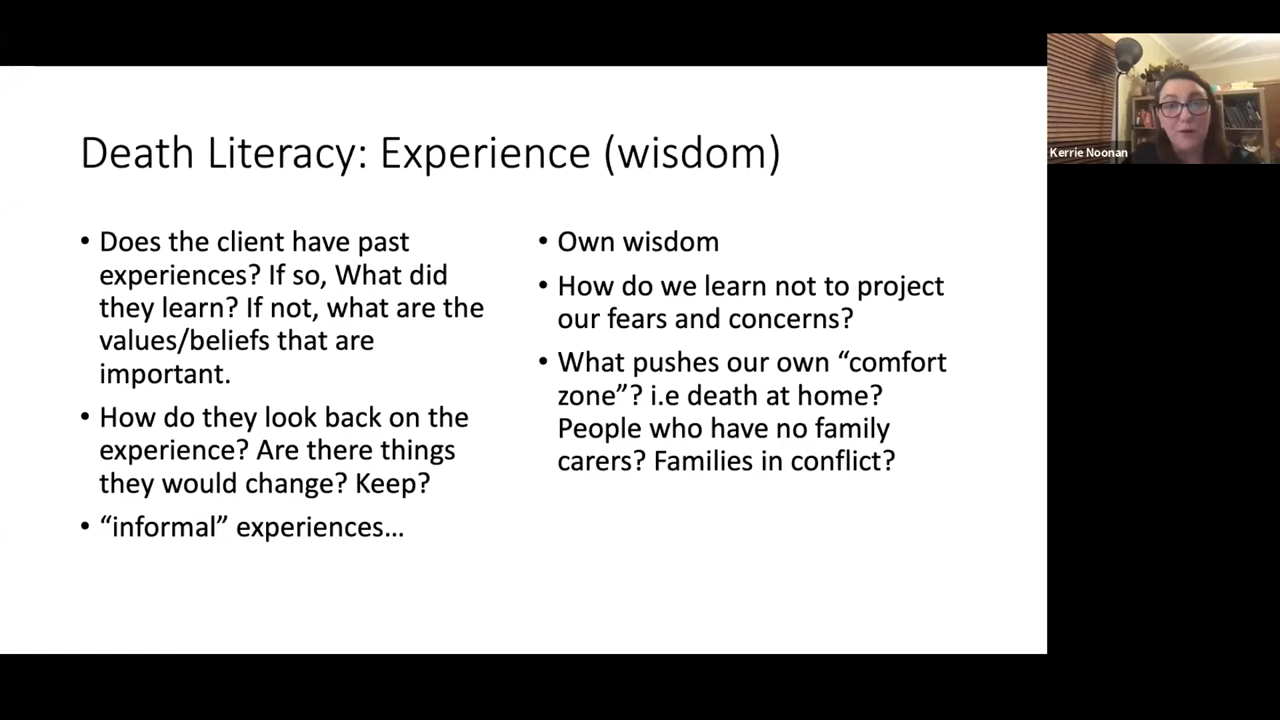 Death Literacy: Experience (wisdom)
• Does the client have past
experiences? If so, What did
they learn? If not, what are the
values/beliefs that are
important.
• How do they look back on the
experience? Are there things
they would change? Keep?
• “informal” experiences...
• Own wisdom
• How do we learn not to project
our fears and concerns?
• What pushes our own “comfort
zone”? i.e death at home?
People who have no family
carers? Families in conflict?
Kerrie Noonan